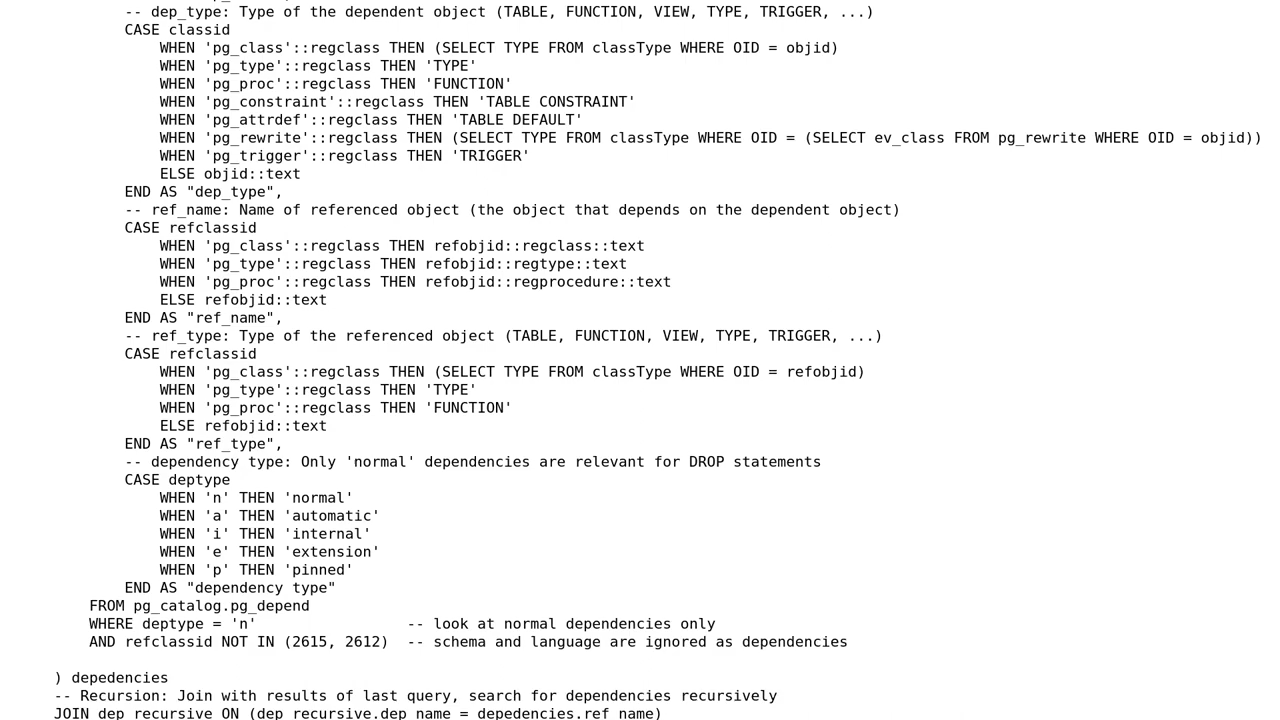 -- dep_type: Type of the dependent object (TABLE, FUNCTION, VIEW, TYPE, TRIGGER, ...)
CASE classid
WHEN 'pg_class'::regclass THEN (SELECT TYPE FROM classType WHERE OID = objid)
WHEN 'pg_type'::regclass THEN 'TYPE'
WHEN 'pg_proc'::regclass THEN 'FUNCTION'
WHEN 'pg_constraint'::regclass THEN 'TABLE CONSTRAINT'
WHEN 'pg_attrdef'::regclass THEN 'TABLE DEFAULT'
WHEN 'pg_rewrite'::regclass THEN (SELECT TYPE FROM classType WHERE OID = (SELECT ev_class FROM pg_rewrite WHERE OID = objid))
WHEN 'pg_trigger'::regclass THEN 'TRIGGER'
ELSE objid::text
END AS "dep_type",
-- ref_name: Name of referenced object (the object that depends on the dependent object)
CASE refclassid
WHEN 'pg_class'::regclass THEN refobjid::regclass::text
WHEN 'pg_type'::regclass THEN refobjid::regtype::text
WHEN 'pg_proc'::regclass THEN refobjid::regprocedure::text
ELSE refobjid::text
END AS "ref_name",
-- ref_type: Type of the referenced object (TABLE, FUNCTION, VIEW, TYPE, TRIGGER, ...)
CASE refclassid
WHEN 'pg_class'::regclass THEN (SELECT TYPE FROM classType WHERE OID = refobjid)
WHEN 'pg_type'::regclass THEN 'TYPE'
WHEN 'pg_proc'::regclass THEN 'FUNCTION'
ELSE refobjid::text
END AS "ref_type",
-- dependency type: Only 'normal' dependencies are relevant for DROP statements
CASE deptype
WHEN 'n' THEN 'normal'
WHEN 'a' THEN 'automatic'
WHEN 'i' THEN 'internal'
WHEN 'e' THEN 'extension'
WHEN 'p' THEN 'pinned'
END AS "dependency type"
FROM pg_catalog.pg_depend
WHERE deptype = 'n' -- look at normal dependencies only
AND refclassid NOT IN (2615, 2612) -- schema and language are ignored as dependencies
) depedencies
-- Recursion: Join with results of last query, search for dependencies recursively
JOIN dep_recursive ON (dep_recursive.dep_name = depedencies.ref_name)